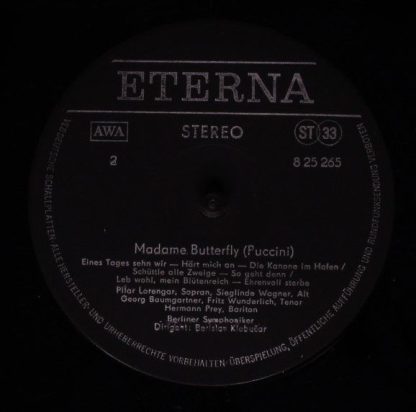 ETERNA
AWA
STEREO
ST 33
2
8 25 265
Madame Butterfly (Puccini)
Eines Tages sehn wir — Hört mich an — Die Kanone im Hafen /
Schüttle alle Zweige — So geht denn /
Leb wohl, mein Blütenreich — Ehrenvoll sterbe
Pilar Lorengar, Sopran, Sieglinde Wagner, Alt
Georg Baumgartner, Fritz Wunderlich, Tenor
Hermann Prey, Bariton
Berliner Symphoniker
Dirigent: Berislav Klobučar
VEB DEUTSCHE SCHALLPLATTEN · ALLE HERSTELLER- UND URHEBERRECHTE VORBEHALTEN · ÜBERSPIELUNG, ÖFFENTLICHE AUFFÜHRUNG UND RUNDFUNKSENDUNG VERBOTEN